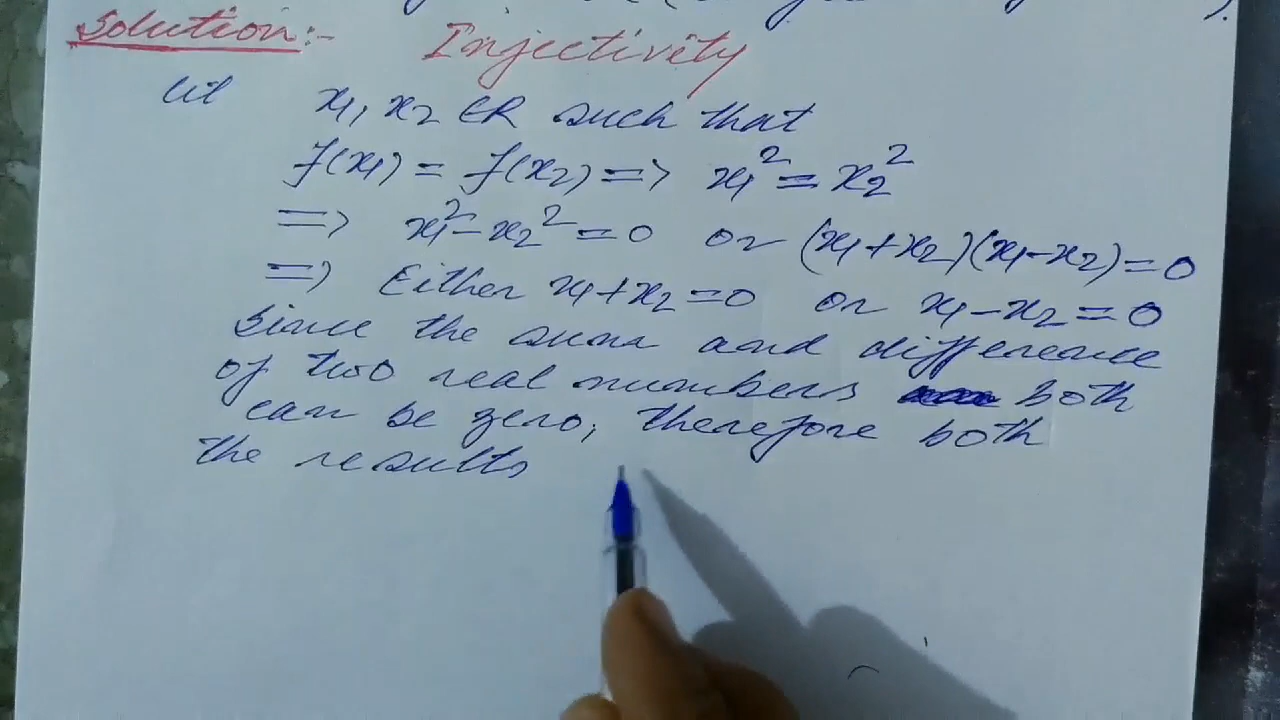 Solution:- Injectivity
Let x₁, x₂ ∈ R such that
f(x₁) = f(x₂) => x₁² = x₂²
=> x₁² - x₂² = 0 or (x₁+x₂)(x₁-x₂) = 0
=> Either x₁+x₂ = 0 or x₁-x₂ = 0
Since the sum and difference
of two real numbers both
can be zero, therefore both
the results